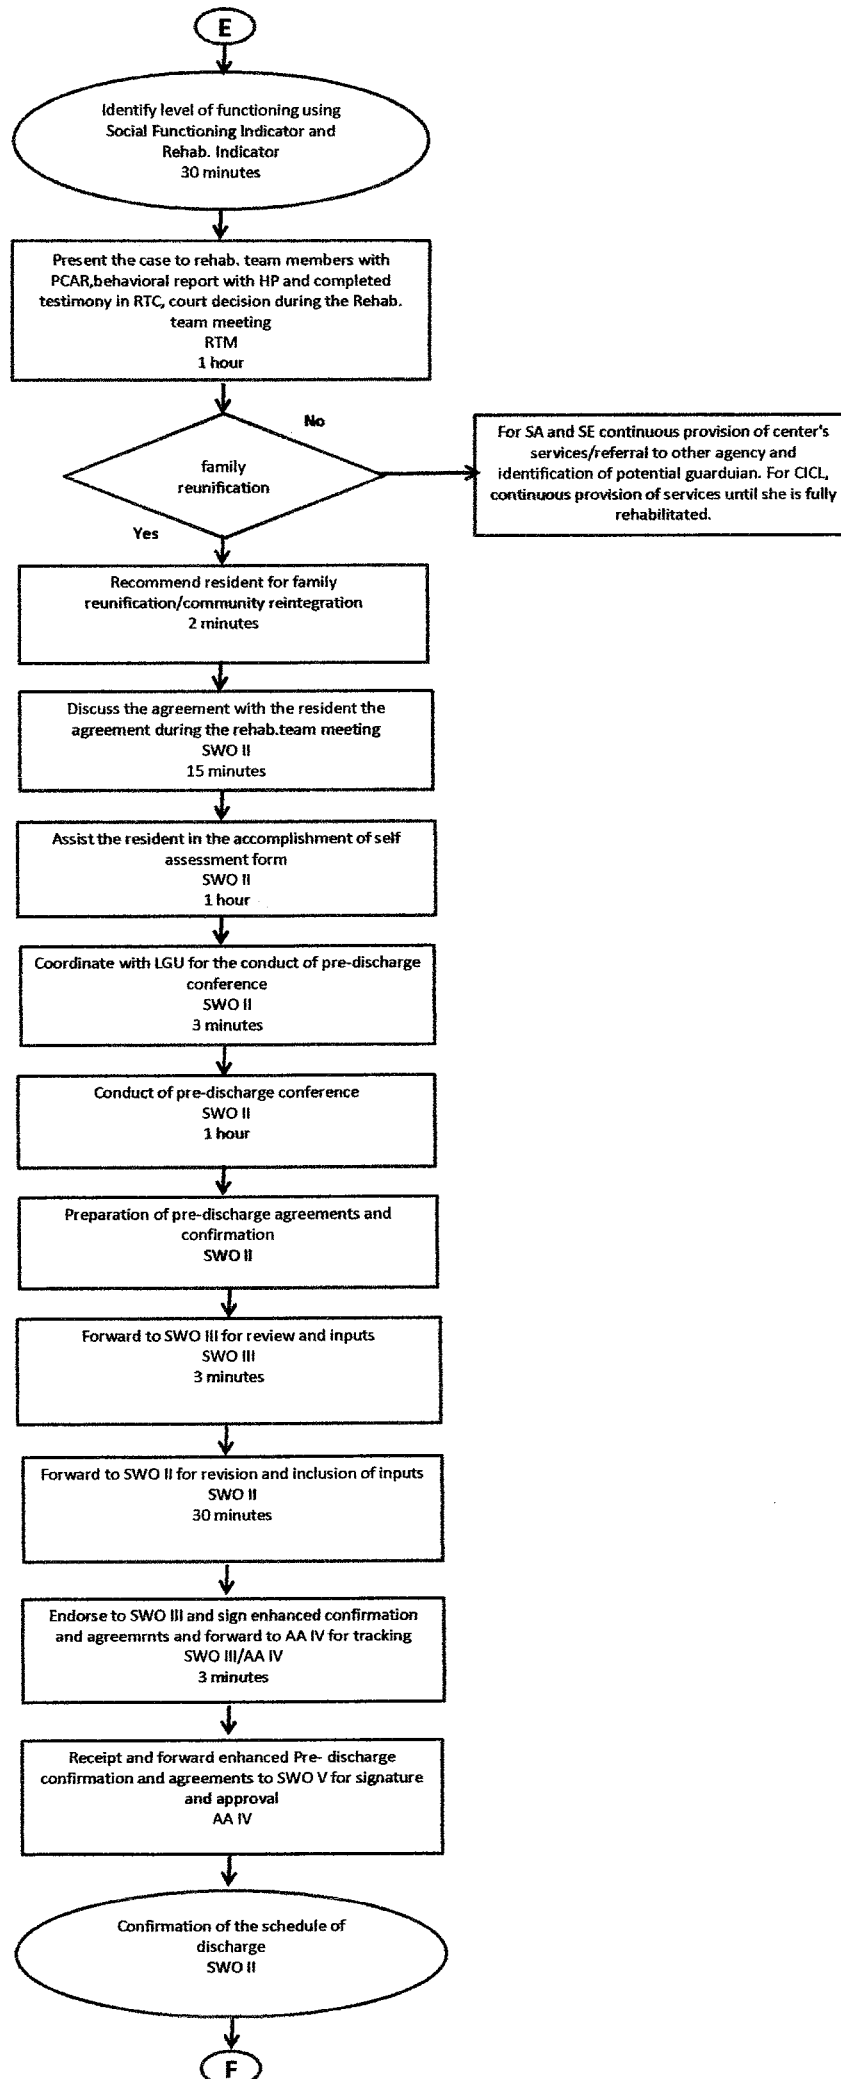 E
Identify level of functioning using
Social Functioning Indicator and
Rehab. Indicator
30 minutes
Present the case to rehab. team members with
PCAR,behavioral report with HP and completed
testimony in RTC, court decision during the Rehab.
team meeting
RTM
1 hour
No
family
reunification
For SA and SE continuous provision of center's
services/referral to other agency and
identification of potential guarduian. For CICL,
continuous provision of services until she is fully
rehabilitated.
Yes
Recommend resident for family
reunification/community reintegration
2 minutes
Discuss the agreement with the resident the
agreement during the rehab.team meeting
SWO II
15 minutes
Assist the resident in the accomplishment of self
assessment form
SWO II
1 hour
Coordinate with LGU for the conduct of pre-discharge
conference
SWO II
3 minutes
Conduct of pre-discharge conference
SWO II
1 hour
Preparation of pre-discharge agreements and
confirmation
SWO II
Forward to SWO III for review and inputs
SWO III
3 minutes
Forward to SWO II for revision and inclusion of inputs
SWO II
30 minutes
Endorse to SWO III and sign enhanced confirmation
and agreemrnts and forward to AA IV for tracking
SWO III/AA IV
3 minutes
Receipt and forward enhanced Pre- discharge
confirmation and agreements to SWO V for signature
and approval
AA IV
Confirmation of the schedule of
discharge
SWO II
F